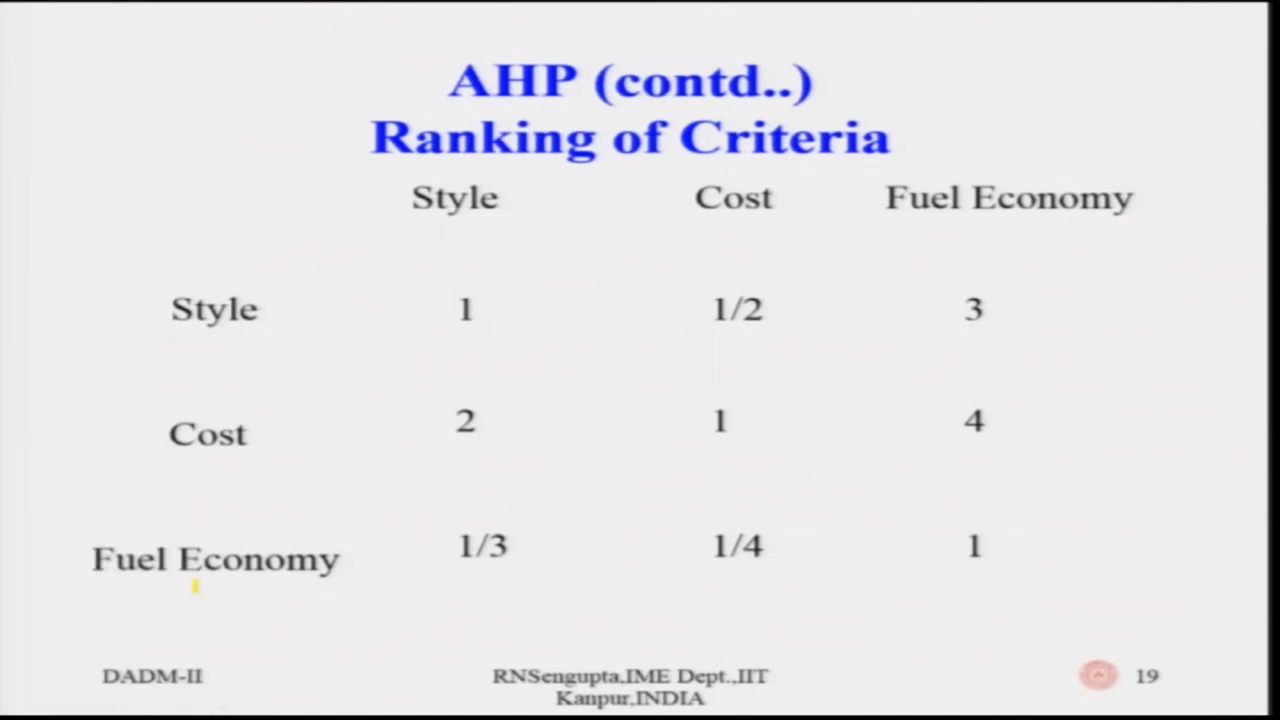 AHP (contd..)
Ranking of Criteria
Style Cost Fuel Economy
Style 1 1/2 3
Cost 2 1 4
Fuel Economy 1/3 1/4 1
DADM-II RNSengupta,IME Dept.,IIT 19
Kanpur,INDIA